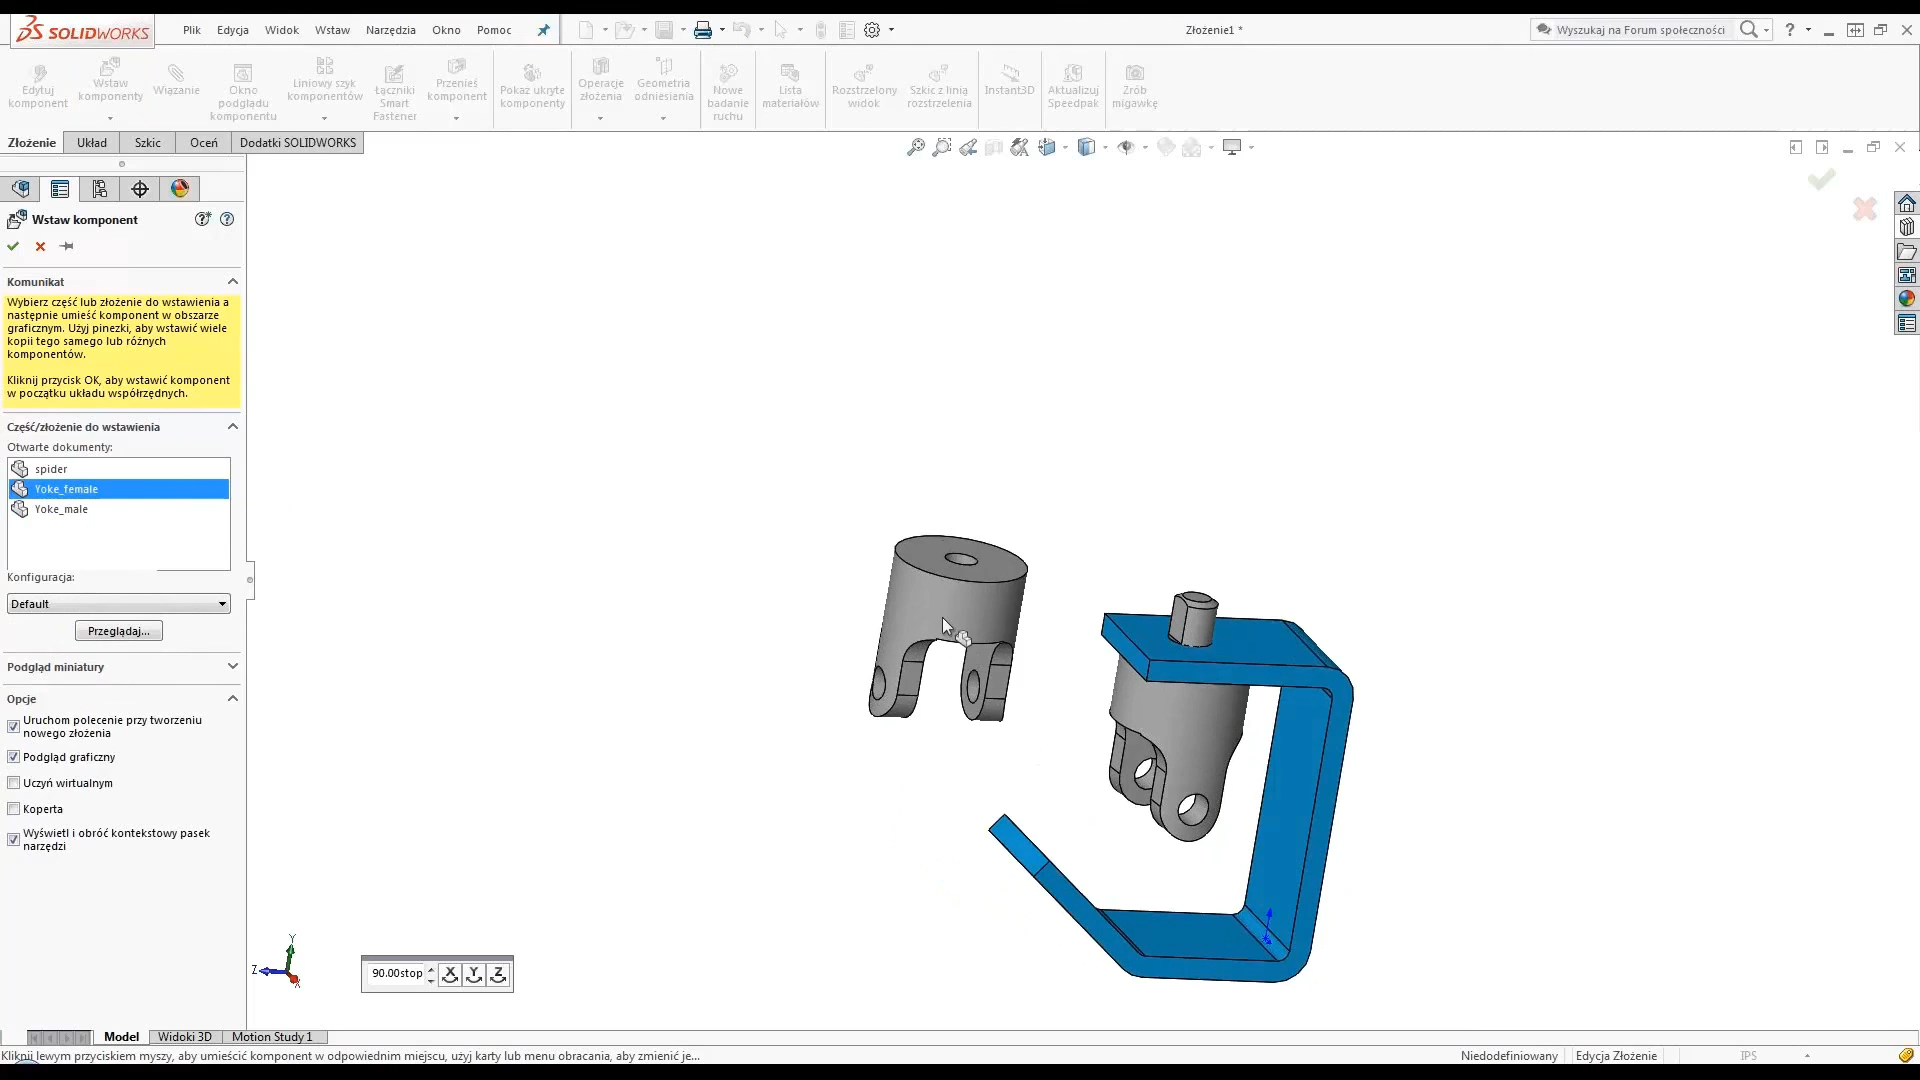 SOLIDWORKS
Plik Edycja Widok Wstaw Narzędzia Okno Pomoc
Złożenie1 *
Wyszukaj na Forum społeczności
Edytuj komponent
Wstaw komponenty
Wiązanie
Okno podglądu komponentu
Liniowy szyk komponentów
Łączniki Smart Fastener
Przenieś komponent
Pokaż ukryte komponenty
Operacje złożenia
Geometria odniesienia
Nowe badanie ruchu
Lista materiałów
Rozstrzelony widok
Szkic z linią rozstrzelenia
Instant3D
Aktualizuj Speedpak
Zrób migawkę
Złożenie Układ Szkic Oceń Dodatki SOLIDWORKS
Wstaw komponent
Komunikat
Wybierz część lub złożenie do wstawienia a
następnie umieść komponent w obszarze
graficznym. Użyj pinezki, aby wstawić wiele
kopii tego samego lub różnych
komponentów.
Kliknij przycisk OK, aby wstawić komponent
w początku układu współrzędnych.
Część/złożenie do wstawienia
Otwarte dokumenty:
spider
Yoke_female
Yoke_male
Konfiguracja:
Default
Przeglądaj...
Podgląd miniatury
Opcje
Uruchom polecenie przy tworzeniu
nowego złożenia
Podgląd graficzny
Uczyń wirtualnym
Koperta
Wyświetl i obróć kontekstowy pasek
narzędzi
Y
Z
X
90.00stop X Y Z
Model Widoki 3D Motion Study 1
Kliknij lewym przyciskiem myszy, aby umieścić komponent w odpowiednim miejscu, użyj karty lub menu obracania, aby zmienić je...
Niedodefiniowany Edycja Złożenie IPS